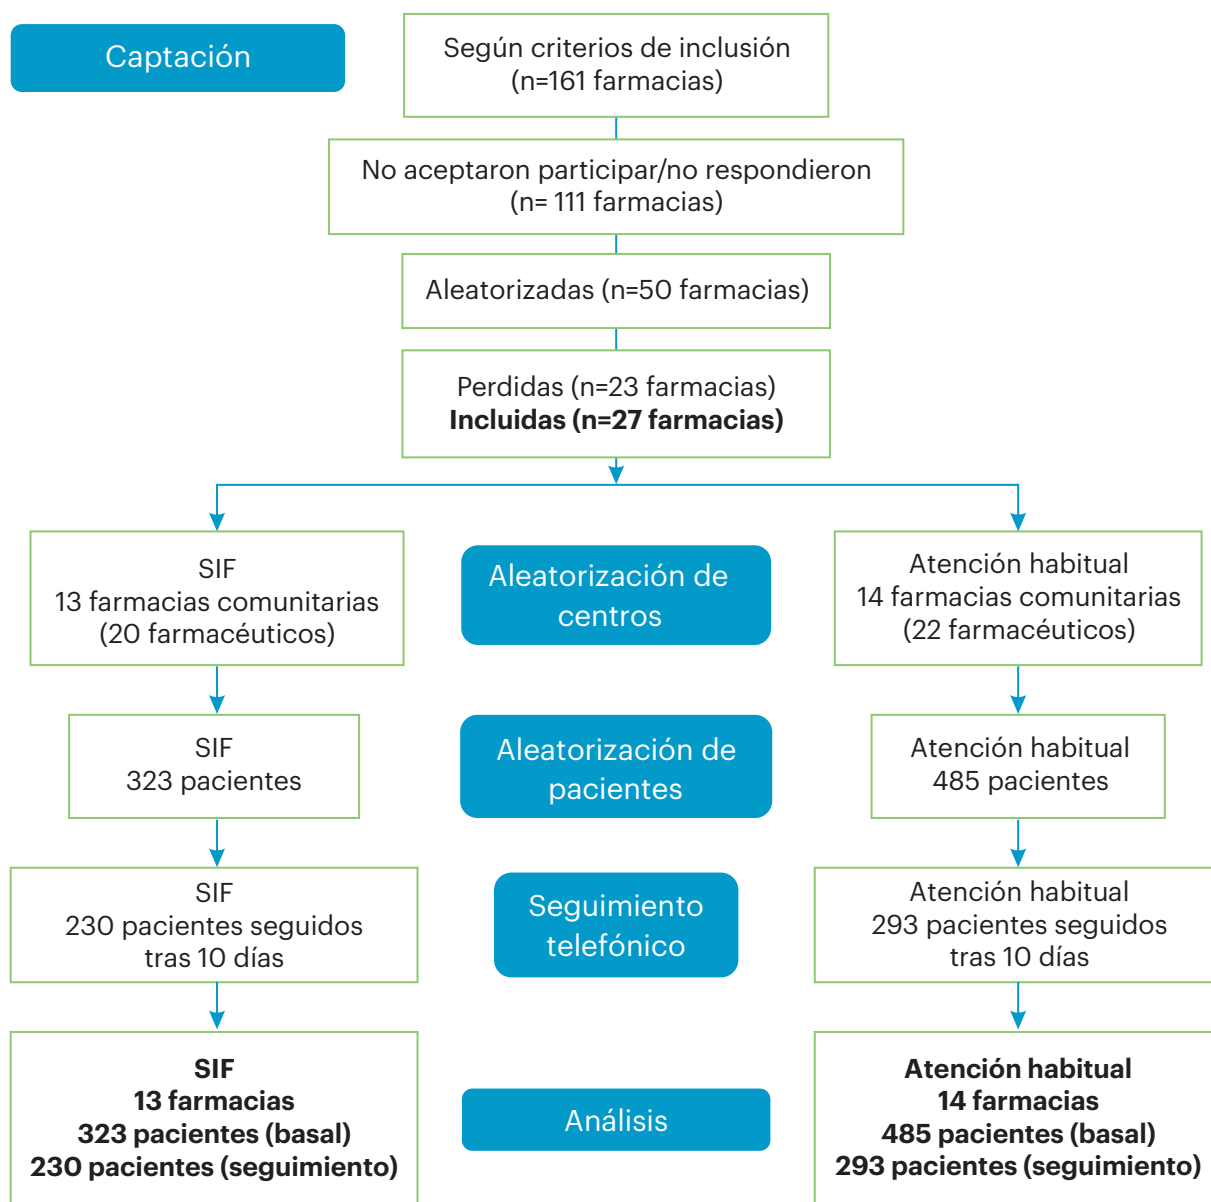 Captación
Según criterios de inclusión
(n=161 farmacias)
No aceptaron participar/no respondieron
(n= 111 farmacias)
Aleatorizadas (n=50 farmacias)
Perdidas (n=23 farmacias)
Incluidas (n=27 farmacias)
SIF
13 farmacias comunitarias
(20 farmacéuticos)
Aleatorización de
centros
Atención habitual
14 farmacias comunitarias
(22 farmacéuticos)
SIF
323 pacientes
Aleatorización de
pacientes
Atención habitual
485 pacientes
SIF
230 pacientes seguidos
tras 10 días
Seguimiento
telefónico
Atención habitual
293 pacientes seguidos
tras 10 días
SIF
13 farmacias
323 pacientes (basal)
230 pacientes (seguimiento)
Análisis
Atención habitual
14 farmacias
485 pacientes (basal)
293 pacientes (seguimiento)